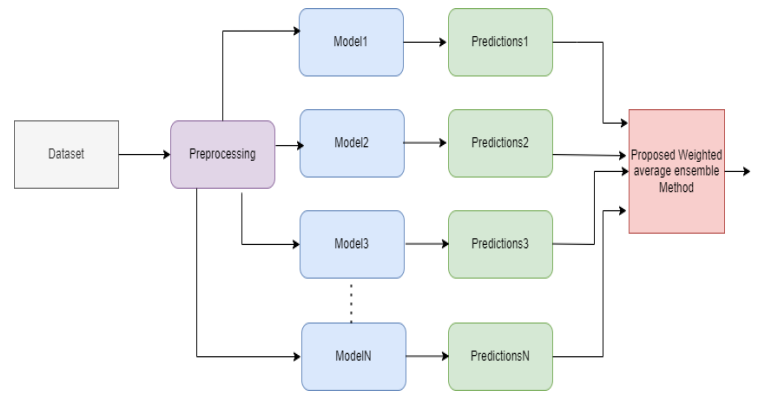 Model1
Predictions1
Dataset
Preprocessing
Model2
Predictions2
Proposed Weighted
average ensemble
Method
Model3
Predictions3
ModelN
PredictionsN